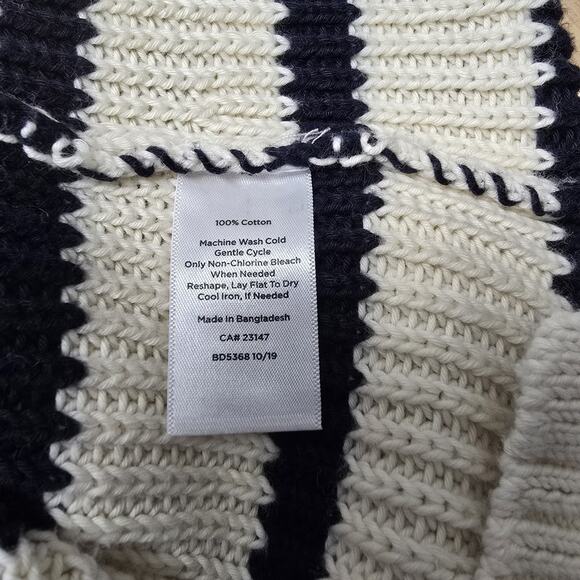 100% Cotton
Machine Wash Cold
Gentle Cycle
Only Non-Chlorine Bleach
When Needed
Reshape, Lay Flat To Dry
Cool Iron, If Needed
Made in Bangladesh
CA# 23147
BD5368 10/19